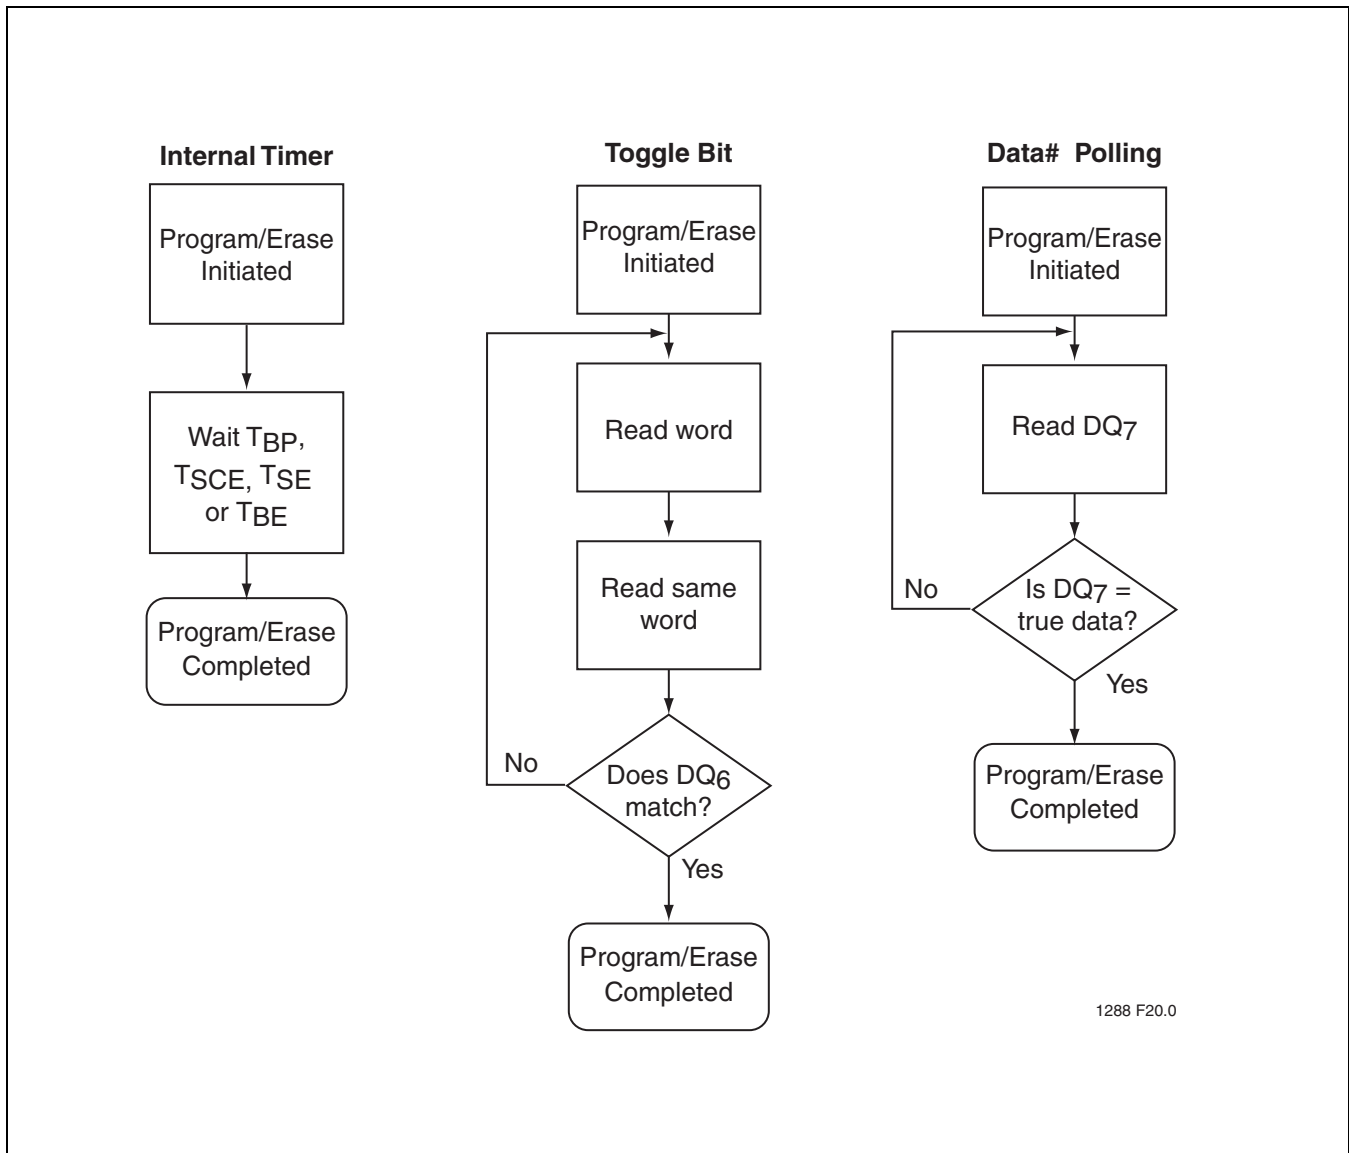 Internal Timer
Program/Erase
Initiated
Wait TBP,
TSCE, TSE
or TBE
Program/Erase
Completed
Toggle Bit
Program/Erase
Initiated
Read word
Read same
word
Does DQ6
match?
No
Yes
Program/Erase
Completed
Data# Polling
Program/Erase
Initiated
Read DQ7
Is DQ7 =
true data?
No
Yes
Program/Erase
Completed
1288 F20.0